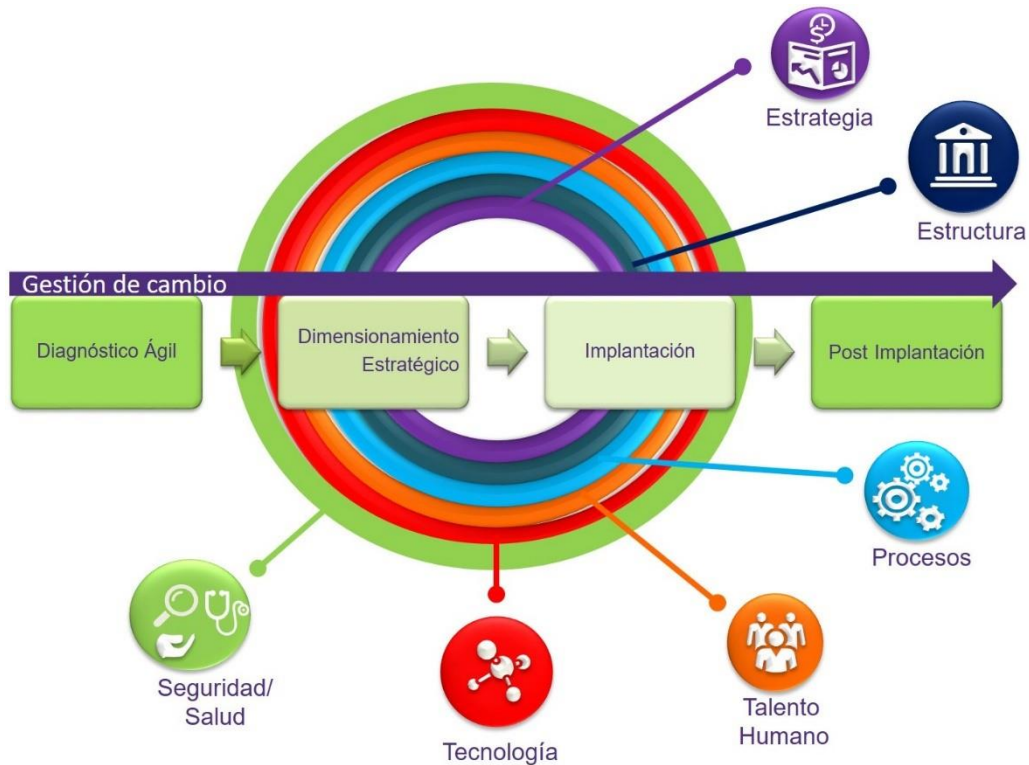 Estrategia
Estructura
Gestión de cambio
Diagnóstico Ágil
Dimensionamiento
Estratégico
Implantación
Post Implantación
Procesos
Seguridad/
Salud
Tecnología
Talento
Humano